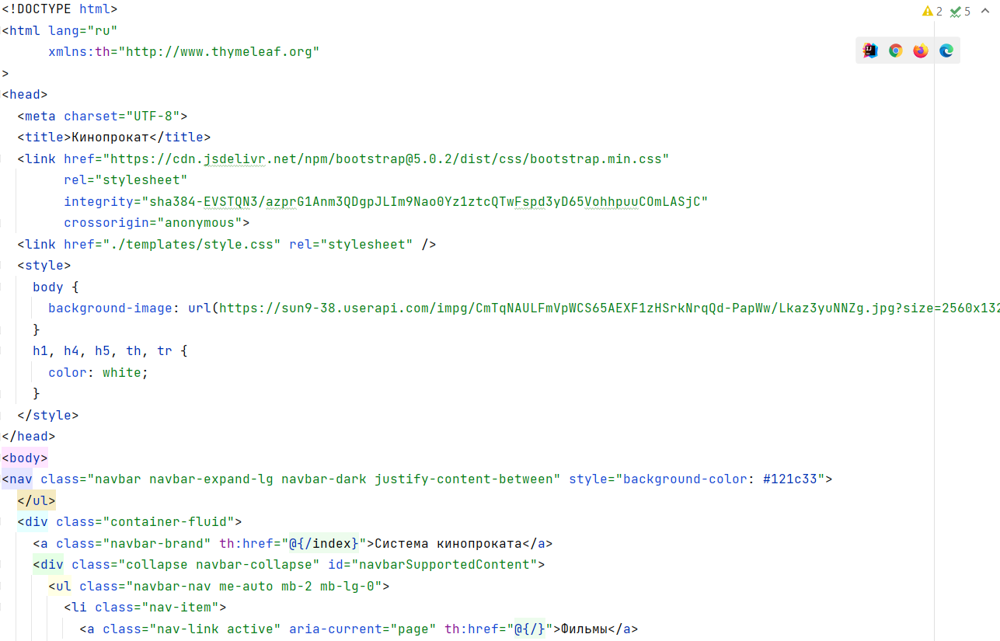 <!DOCTYPE html>
2 5
<html lang="ru"
xmlns:th="http://www.thymeleaf.org"
>
<head>
<meta charset="UTF-8">
<title>Кинопрокат</title>
<link href="https://cdn.jsdelivr.net/npm/bootstrap@5.0.2/dist/css/bootstrap.min.css"
rel="stylesheet"
integrity="sha384-EVSTQN3/azprG1Anm3QDgpJLIm9Nao0Yz1ztcQTwFspd3yD65VohhpuuCOmLASjC"
crossorigin="anonymous">
<link href="./templates/style.css" rel="stylesheet" />
<style>
body {
background-image: url(https://sun9-38.userapi.com/impg/CmTqNAULFmVpWCS65AEXF1zHSrkNrqQd-PapWw/Lkaz3yuNNZg.jpg?size=2560x132
}
h1, h4, h5, th, tr {
color: white;
}
</style>
</head>
<body>
<nav class="navbar navbar-expand-lg navbar-dark justify-content-between" style="background-color: #121c33">
</ul>
<div class="container-fluid">
<a class="navbar-brand" th:href="@{/index}">Система кинопроката</a>
<div class="collapse navbar-collapse" id="navbarSupportedContent">
<ul class="navbar-nav me-auto mb-2 mb-lg-0">
<li class="nav-item">
<a class="nav-link active" aria-current="page" th:href="@{/}">Фильмы</a>